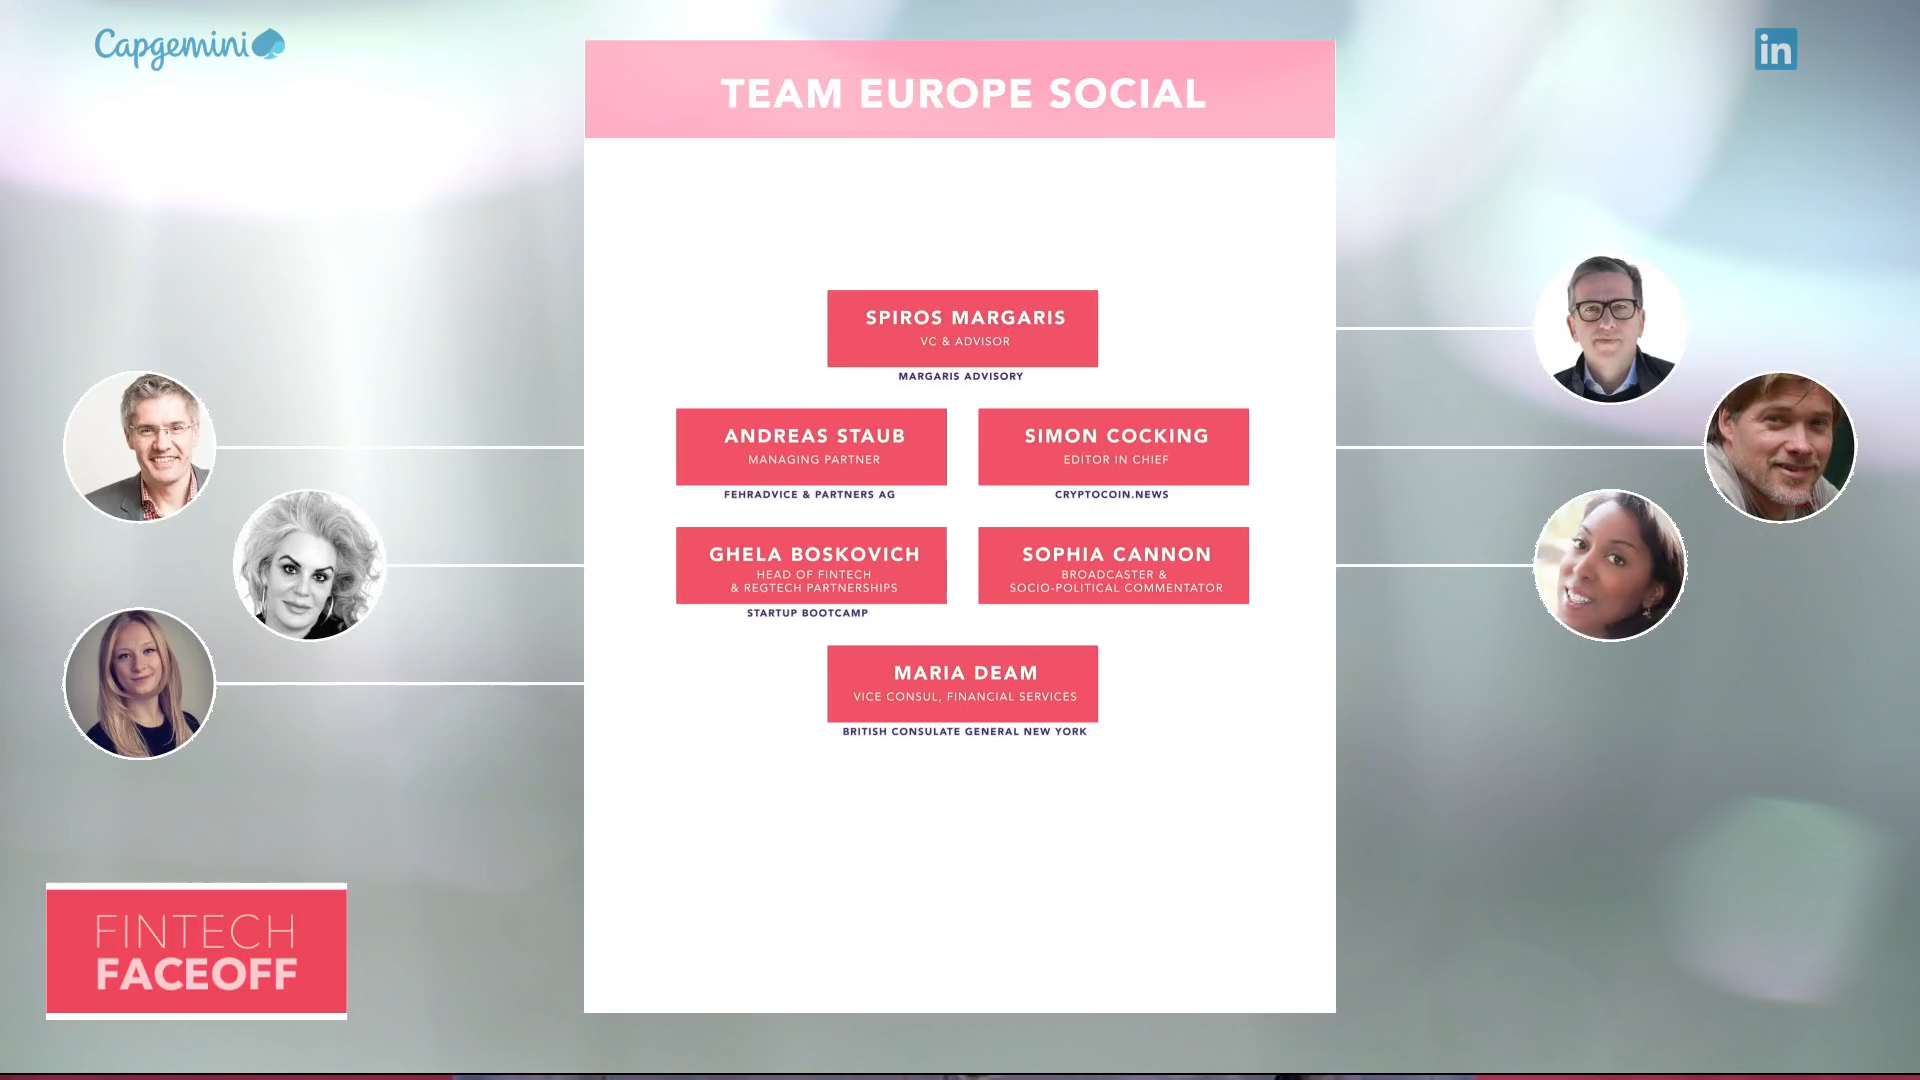 Capgemini
in
TEAM EUROPE SOCIAL
SPIROS MARGARIS
VC & ADVISOR
MARGARIS ADVISORY
ANDREAS STAUB
MANAGING PARTNER
FEHRADVICE & PARTNERS AG
SIMON COCKING
EDITOR IN CHIEF
CRYPTOCOIN.NEWS
GHELA BOSKOVICH
HEAD OF FINTECH
& REGTECH PARTNERSHIPS
STARTUP BOOTCAMP
SOPHIA CANNON
BROADCASTER &
SOCIO-POLITICAL COMMENTATOR
MARIA DEAM
VICE CONSUL, FINANCIAL SERVICES
BRITISH CONSULATE GENERAL NEW YORK
FINTECH
FACEOFF